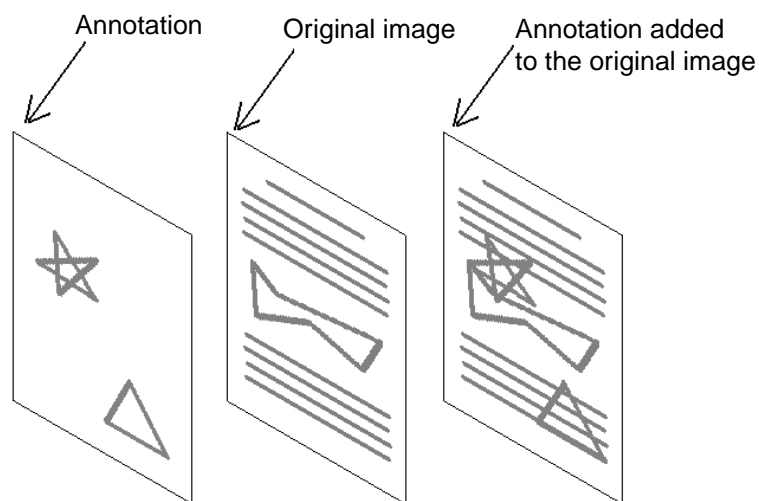 Annotation
Original image
Annotation added
to the original image